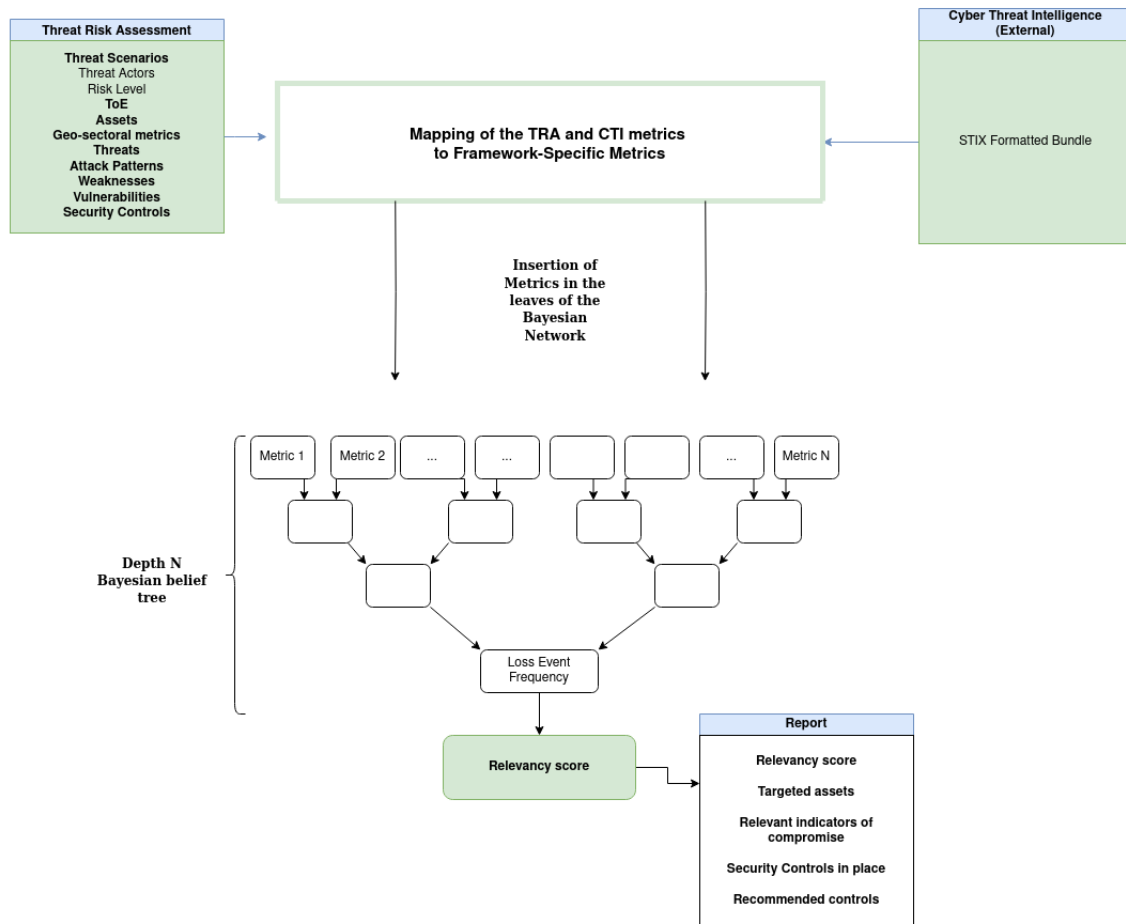 Threat Risk Assessment
Threat Scenarios
Threat Actors
Risk Level
ToE
Assets
Geo-sectoral metrics
Threats
Attack Patterns
Weaknesses
Vulnerabilities
Security Controls
Mapping of the TRA and CTI metrics
to Framework-Specific Metrics
Cyber Threat Intelligence
(External)
STIX Formatted Bundle
Insertion of
Metrics in the
leaves of the
Bayesian
Network
Metric 1
Metric 2
...
...
...
Metric N
Depth N
Bayesian belief
tree
Loss Event
Frequency
Relevancy score
Report
Relevancy score
Targeted assets
Relevant indicators of
compromise
Security Controls in place
Recommended controls